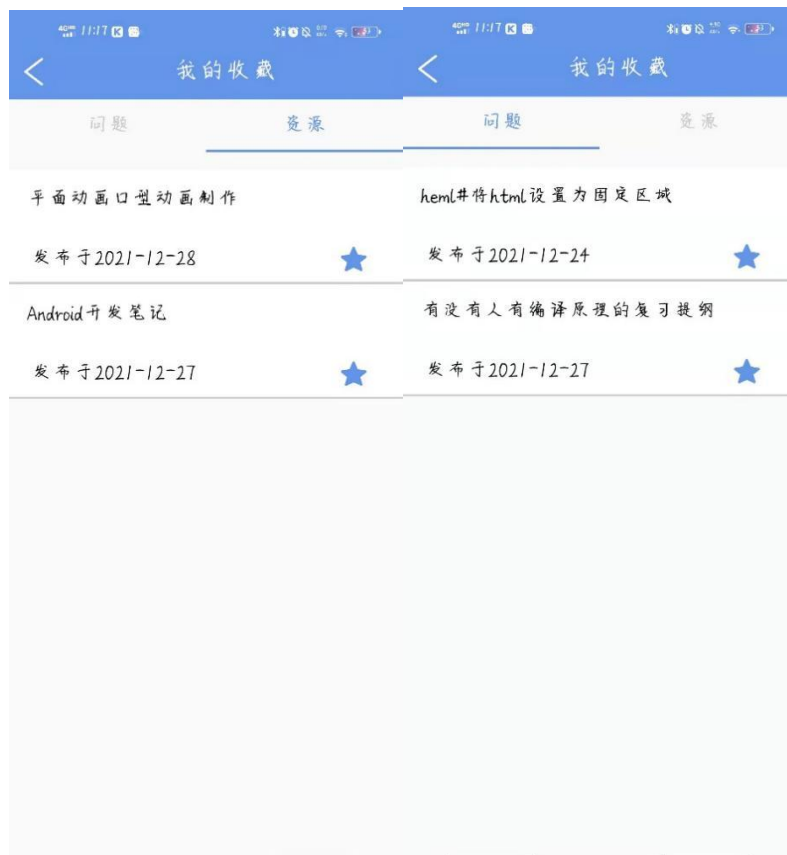 11:17
我的收藏
问题 资源
平面动画口型动画制作
发布于2021-12-28
Android开发笔记
发布于2021-12-27
11:17
我的收藏
问题 资源
heml#将html设置为固定区域
发布于2021-12-24
有没有人有编译原理的复习提纲
发布于2021-12-27